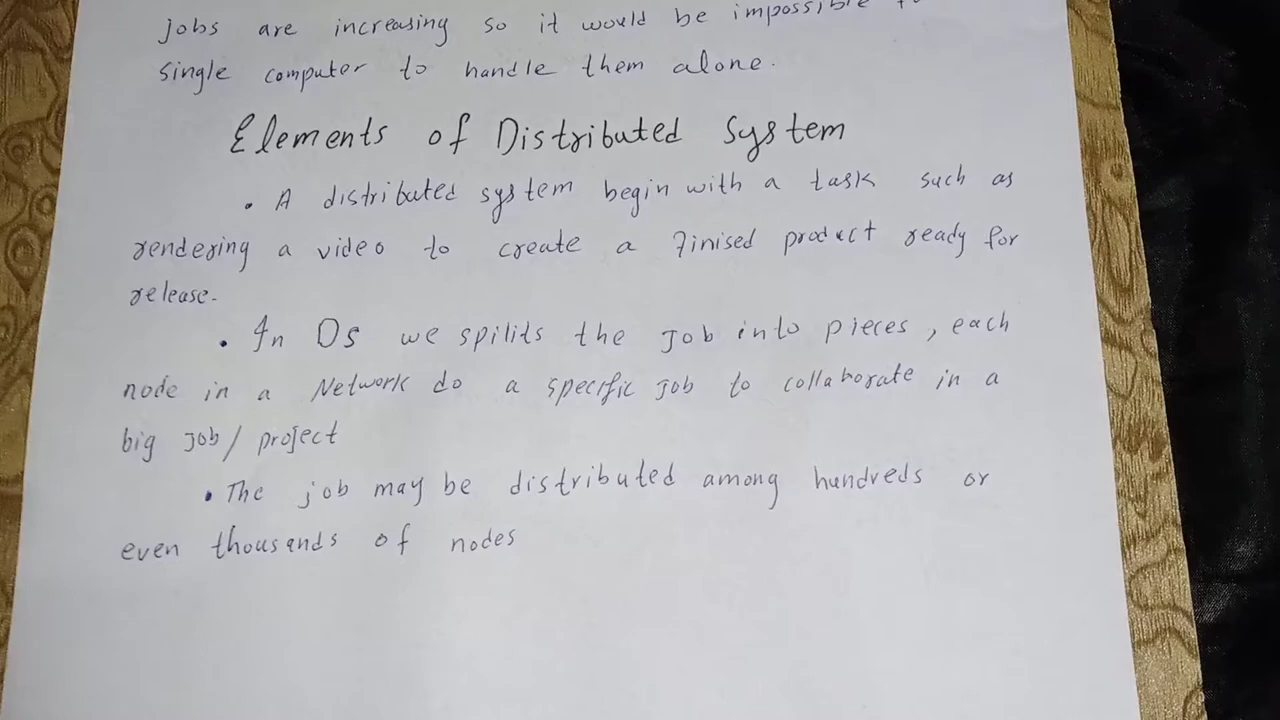 jobs are increasing so it would be impossible
single computer to handle them alone.
Elements of Distributed System
• A distributed system begin with a task such as
rendering a video to create a finised product ready for
release.
• In Ds we spilits the Job into pieces, each
node in a Network do a specific Job to collaborate in a
big Job/ project
• The job may be distributed among hundreds or
even thousands of nodes